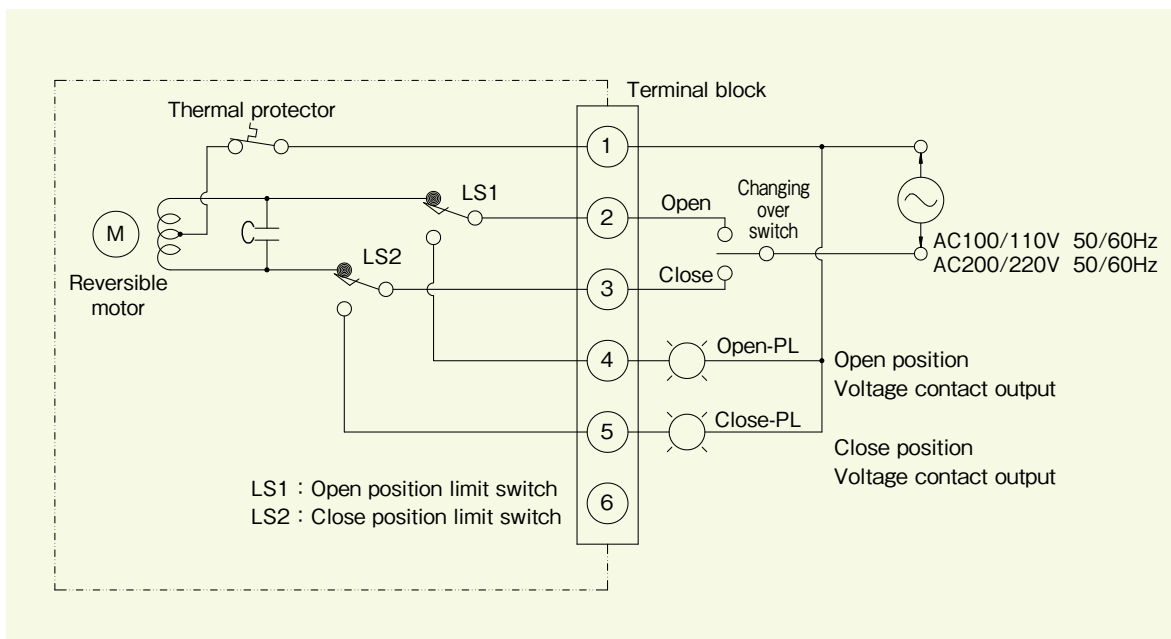 Terminal block
Thermal protector
1
LS1
2
Open
Changing
over
switch
M
C
LS2
AC100/110V 50/60Hz
AC200/220V 50/60Hz
Reversible
motor
3
Close
4
Open-PL
Open position
Voltage contact output
5
Close-PL
Close position
Voltage contact output
LS1 : Open position limit switch
LS2 : Close position limit switch
6